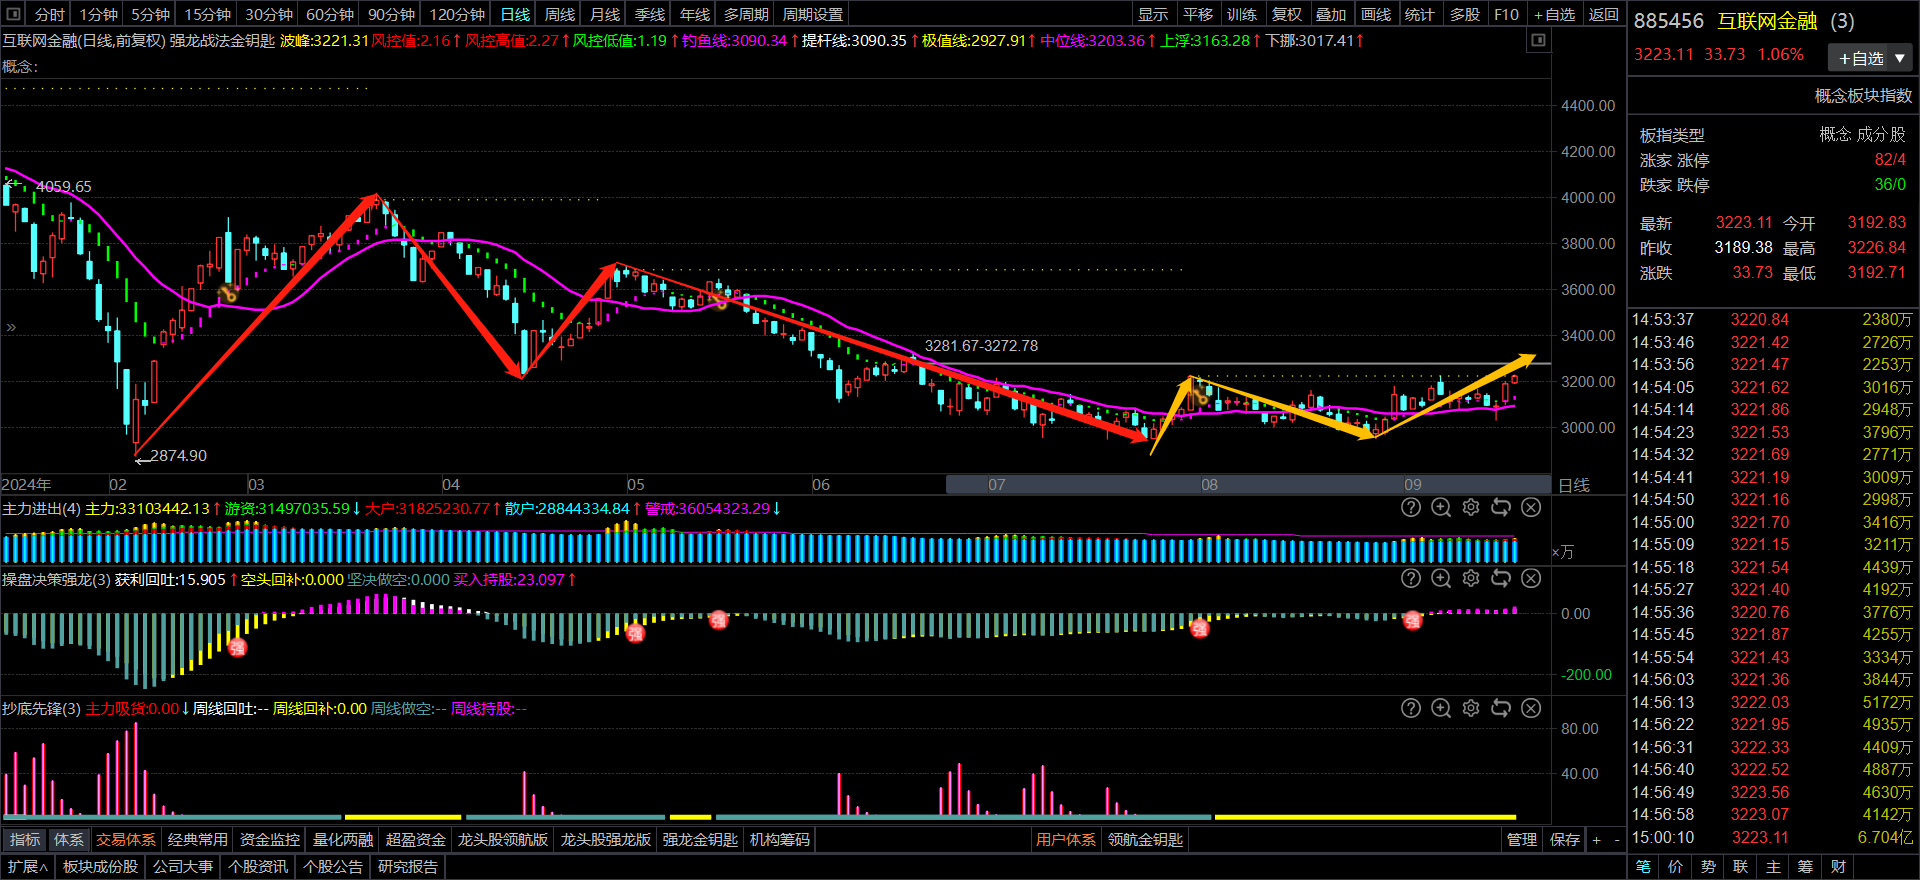 分时 1分钟 5分钟 15分钟 30分钟 60分钟 90分钟 120分钟 日线 周线 月线 季线 年线 多周期 周期设置 显示 平移 训练 复权 叠加 画线 统计 多股 F10 +自选 返回
互联网金融(日线,前复权) 强龙战法金钥匙 波峰:3221.31 风控值:2.16↑ 风控高值:2.27↑ 风控低值:1.19↑ 钓鱼线:3090.34↑ 提杆线:3090.35↑ 极值线:2927.91↑ 中位线:3203.36↑ 上浮:3163.28↑ 下挪:3017.41↑
概念:
4400.00
4200.00
4059.65
4000.00
3800.00
3600.00
»
3400.00
3281.67-3272.78
3200.00
3000.00
←2874.90
2024年 02 03 04 05 06 07 08 09 日线
主力进出(4) 主力:33103442.13↑ 游资:31497035.59↓ 大户:31825230.77↑ 散户:28844334.84↑ 警戒:36054323.29↓
×万
操盘决策强龙(3) 获利回吐:15.905↑ 空头回补:0.000 坚决做空:0.000 买入持股:23.097↑
0.00
强 强 强 强 强
-200.00
抄底先锋(3) 主力吸货:0.00↓ 周线回吐:-- 周线回补:0.00 周线做空:-- 周线持股:--
80.00
40.00
指标 体系 交易体系 经典常用 资金监控 量化两融 超盈资金 龙头股领航版 龙头股强龙版 强龙金钥匙 机构筹码 用户体系 领航金钥匙 管理 保存 + -
扩展∧ 板块成份股 公司大事 个股资讯 个股公告 研究报告
885456 互联网金融 (3)
3223.11 33.73 1.06% +自选 ▼
概念板块指数
板指类型 概念 成分股
涨家 涨停 82/4
跌家 跌停 36/0
最新 3223.11 今开 3192.83
昨收 3189.38 最高 3226.84
涨跌 33.73 最低 3192.71
14:53:37 3220.84 2380万
14:53:46 3221.42 2726万
14:53:56 3221.47 2253万
14:54:05 3221.62 3016万
14:54:14 3221.86 2948万
14:54:23 3221.53 3796万
14:54:32 3221.69 2771万
14:54:41 3221.19 3009万
14:54:50 3221.16 2998万
14:55:00 3221.70 3416万
14:55:09 3221.15 3211万
14:55:18 3221.54 4439万
14:55:27 3221.40 4192万
14:55:36 3220.76 3776万
14:55:45 3221.87 4255万
14:55:54 3221.43 3334万
14:56:03 3221.36 3844万
14:56:13 3222.03 5172万
14:56:22 3221.95 4935万
14:56:31 3222.33 4409万
14:56:40 3222.52 4887万
14:56:49 3223.56 4630万
14:56:58 3223.07 4142万
15:00:10 3223.11 6.704亿
笔 价 势 联 主 筹 财